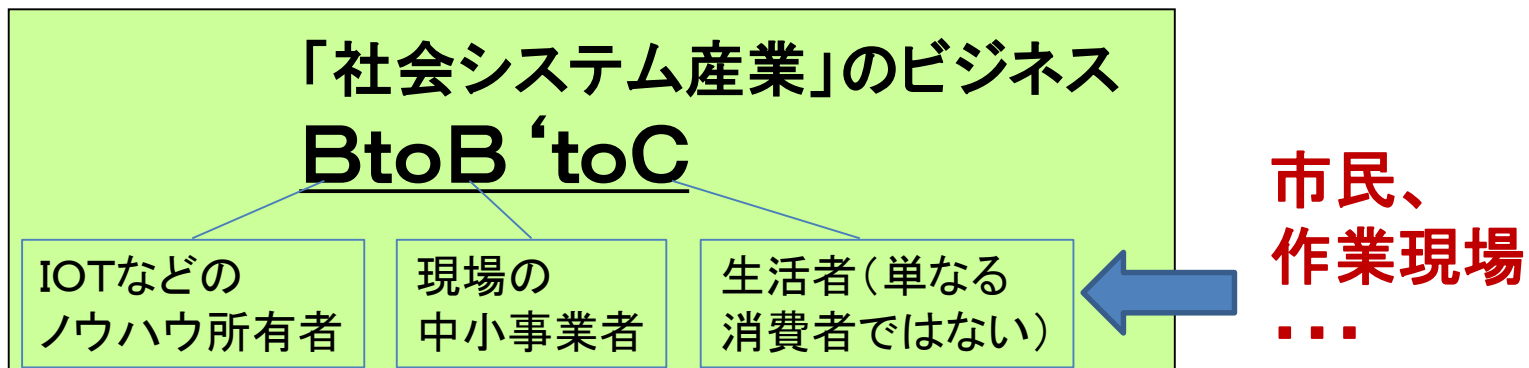 「社会システム産業」のビジネス
BtoB ‘toC
IOTなどの
ノウハウ所有者
現場の
中小事業者
生活者（単なる
消費者ではない）
市民、
作業現場
・・・